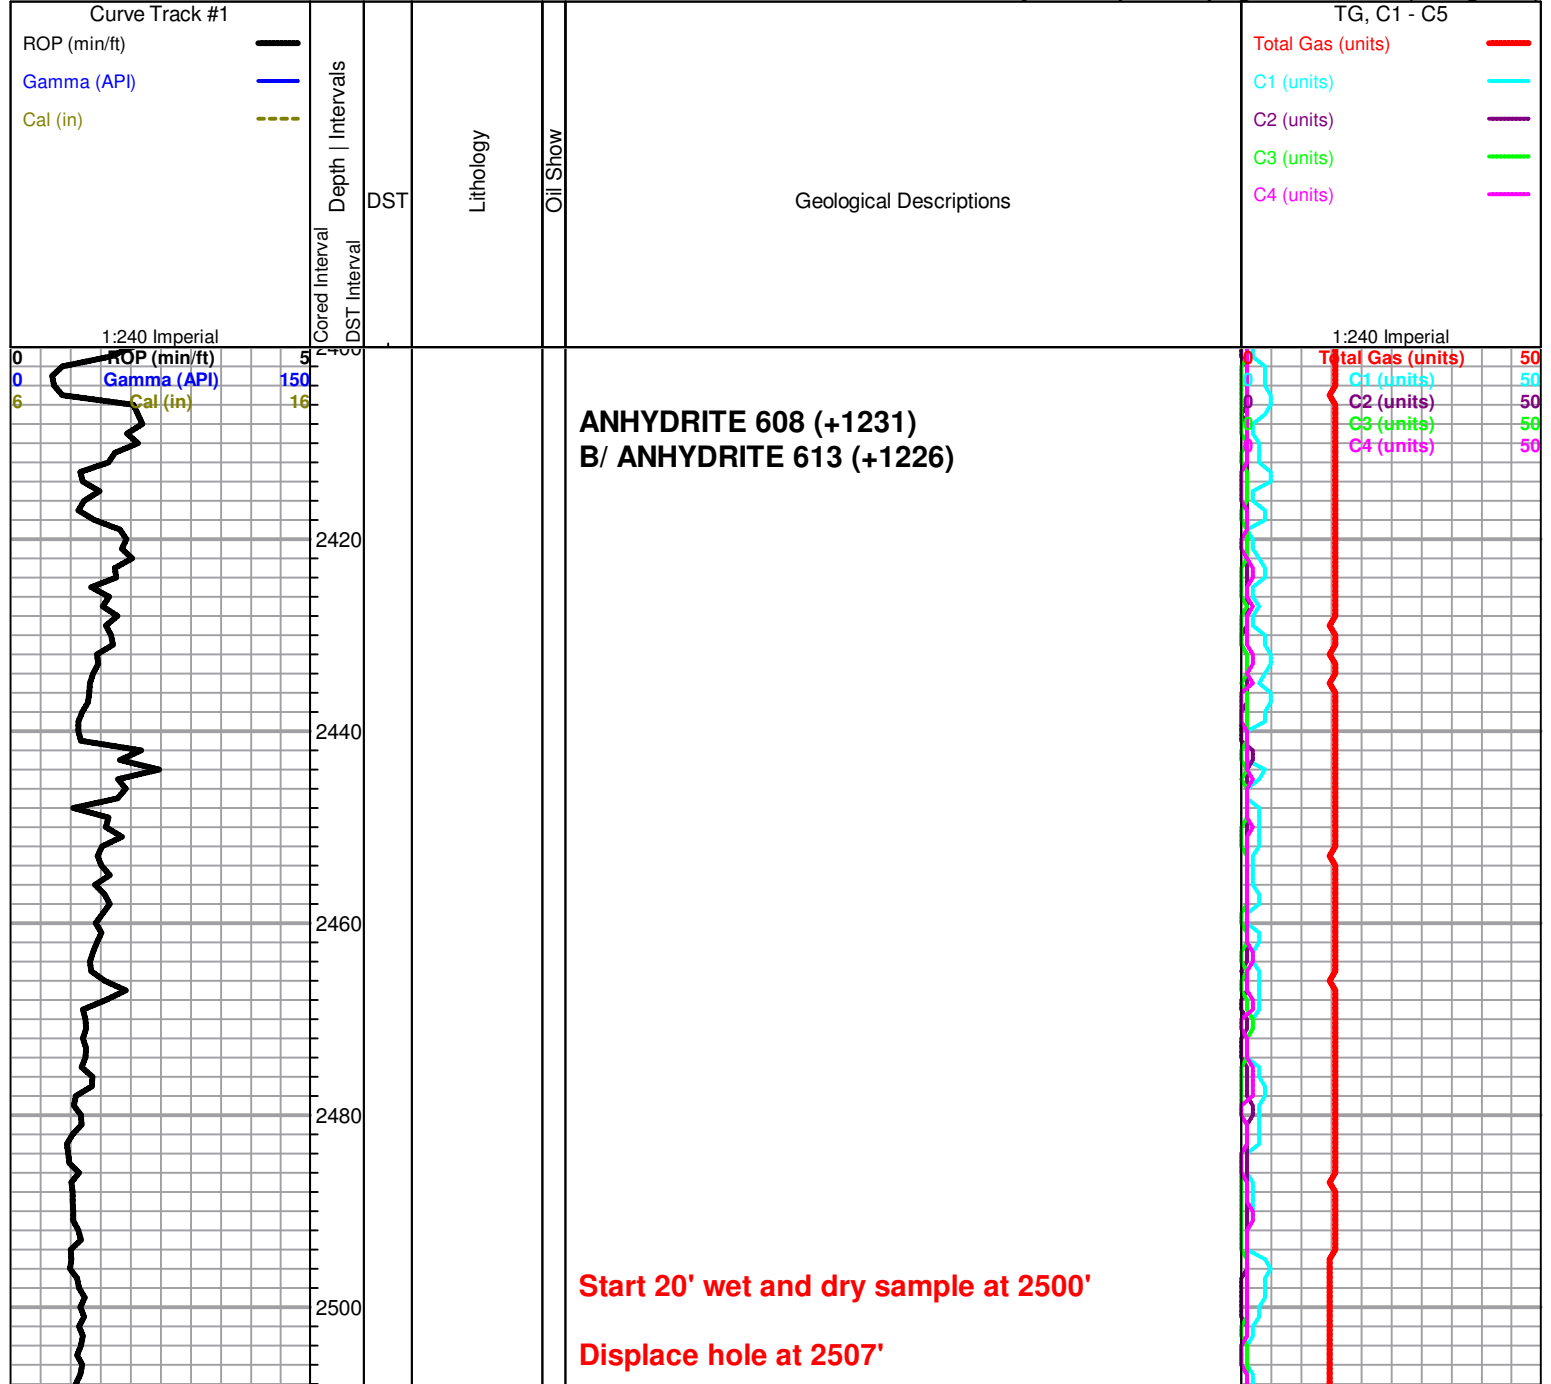 Curve Track #1
ROP (min/ft)
Gamma (API)
Cal (in)
1:240 Imperial
Depth | Intervals
Cored Interval
DST Interval
DST
Lithology
Oil Show
Geological Descriptions
TG, C1 - C5
Total Gas (units)
C1 (units)
C2 (units)
C3 (units)
C4 (units)
1:240 Imperial
0 ROP (min/ft) 5
0 Gamma (API) 150
6 Cal (in) 16
2400
0 Total Gas (units) 50
0 C1 (units) 50
0 C2 (units) 50
0 C3 (units) 50
0 C4 (units) 50
ANHYDRITE 608 (+1231)
B/ ANHYDRITE 613 (+1226)
2420
2440
2460
2480
Start 20' wet and dry sample at 2500'
2500
Displace hole at 2507'